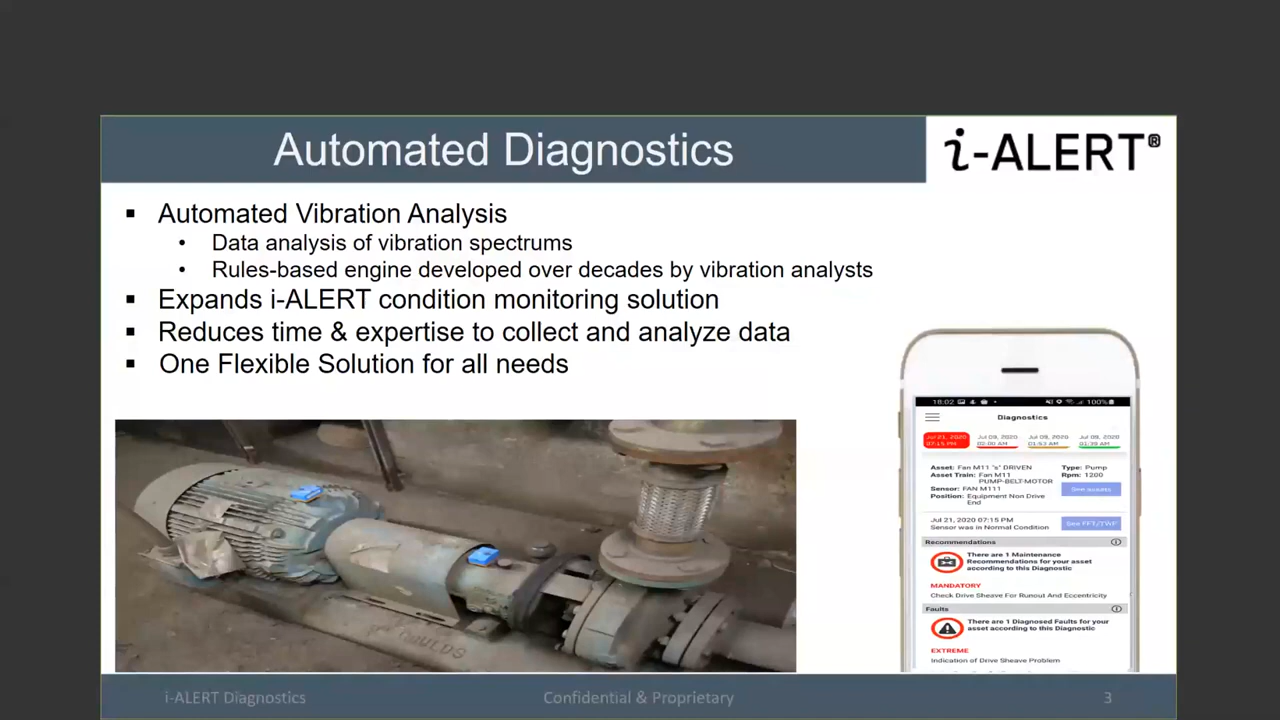 Automated Diagnostics
i-ALERT®
▪ Automated Vibration Analysis
• Data analysis of vibration spectrums
• Rules-based engine developed over decades by vibration analysts
▪ Expands i-ALERT condition monitoring solution
▪ Reduces time & expertise to collect and analyze data
▪ One Flexible Solution for all needs
18:02
100%
Diagnostics
Jul 21, 2020 Jul 09, 2020 Jul 09, 2020 Jul 09, 2020
07:15 PM 02:00 AM 01:53 AM 01:39 AM
Asset: Fan M11 's' DRIVEN Type: Pump
Asset Train: Fan M11 Rpm: 1200
PUMP-BELT-MOTOR
Sensor: FAN M111 See assets
Position: Equipment Non Drive
End
Jul 21, 2020 07:15 PM
Sensor was in Normal Condition
See FFT/TWF
Recommendations
There are 1 Maintenance
Recommendations for your asset
according to this Diagnostic
MANDATORY
Check Drive Sheave For Runout And Eccentricity
Faults
There are 1 Diagnosed Faults for your
asset according to this Diagnostic
EXTREME
Indication of Drive Sheave Problem
GOULDS
i-ALERT Diagnostics
Confidential & Proprietary
3